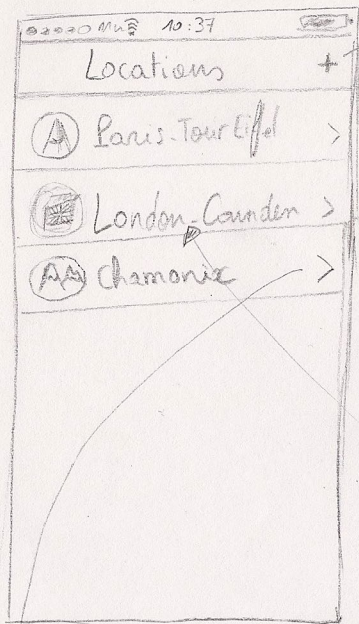 10:37
Locations +
Paris-Tour Eiffel >
London-Camden >
Chamonix >